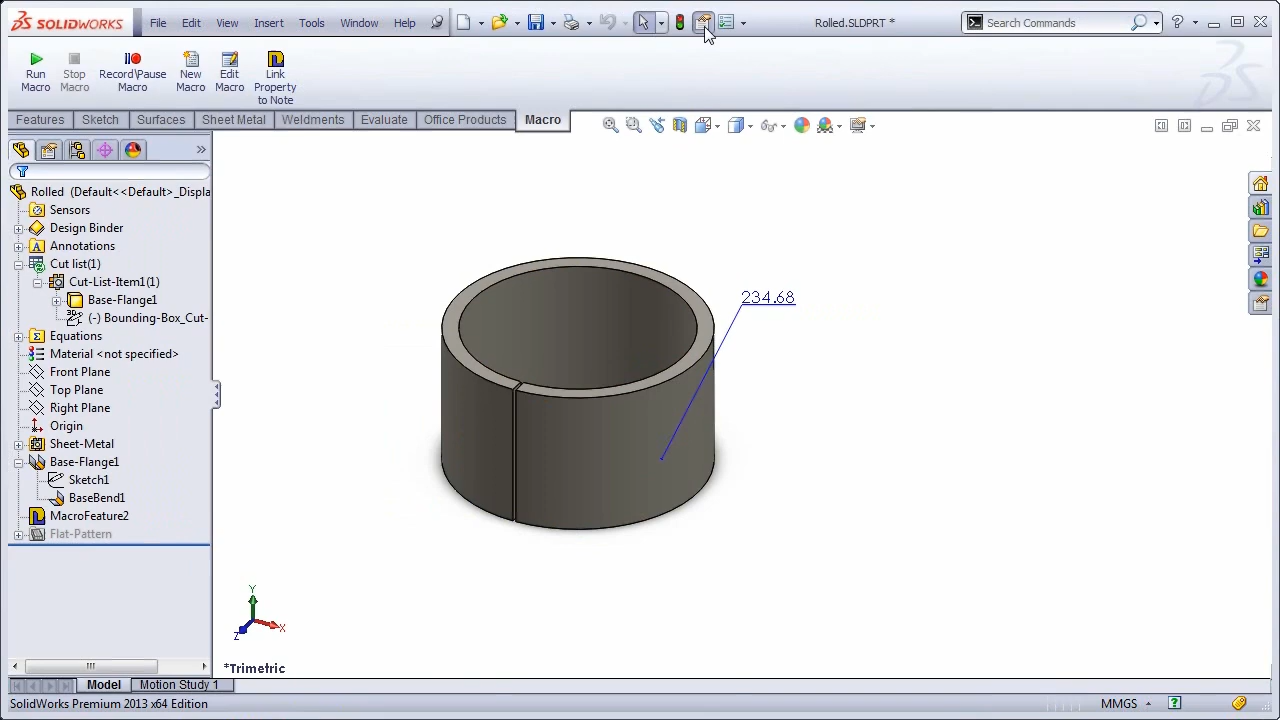 SOLIDWORKS File Edit View Insert Tools Window Help Rolled.SLDPRT * Search Commands ?
Run Macro
Stop Macro
Record\Pause Macro
New Macro
Edit Macro
Link Property to Note
Features Sketch Surfaces Sheet Metal Weldments Evaluate Office Products Macro
Rolled (Default<<Default>_Displa
Sensors
Design Binder
Annotations
Cut list(1)
Cut-List-Item1(1)
Base-Flange1
(-) Bounding-Box_Cut-
Equations
Material <not specified>
Front Plane
Top Plane
Right Plane
Origin
Sheet-Metal
Base-Flange1
Sketch1
BaseBend1
MacroFeature2
Flat-Pattern
234.68
Y
X
Z
*Trimetric
Model Motion Study 1
SolidWorks Premium 2013 x64 Edition MMGS ?